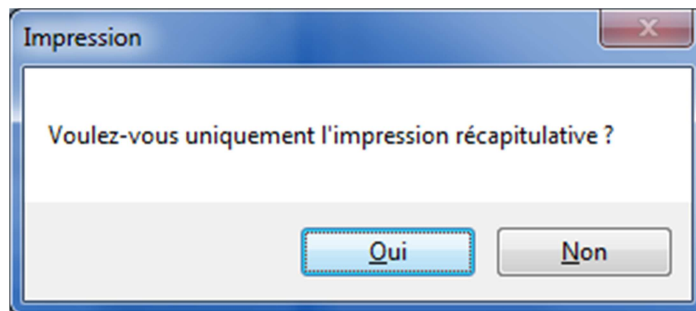 Impression
Voulez-vous uniquement l'impression récapitulative ?
Oui
Non